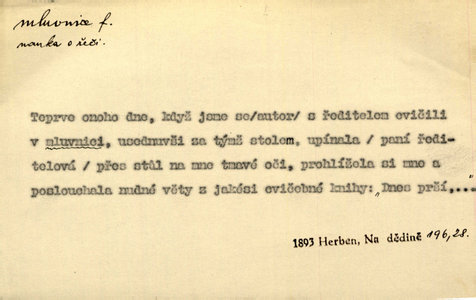 mluvnice f.
nauka o řeči.
Teprve onoho dne, když jsme se/autor/ s ředitelem cvičili
v mluvnici, usednuvši za týmž stolem, upínala / paní ředi-
telová / přes stůl na mne tmavé oči, prohlížela si mne a
poslouchala nudné věty z jakési cvičebné knihy: „Dnes prší,...“
1893 Herben, Na dědině 196,28.